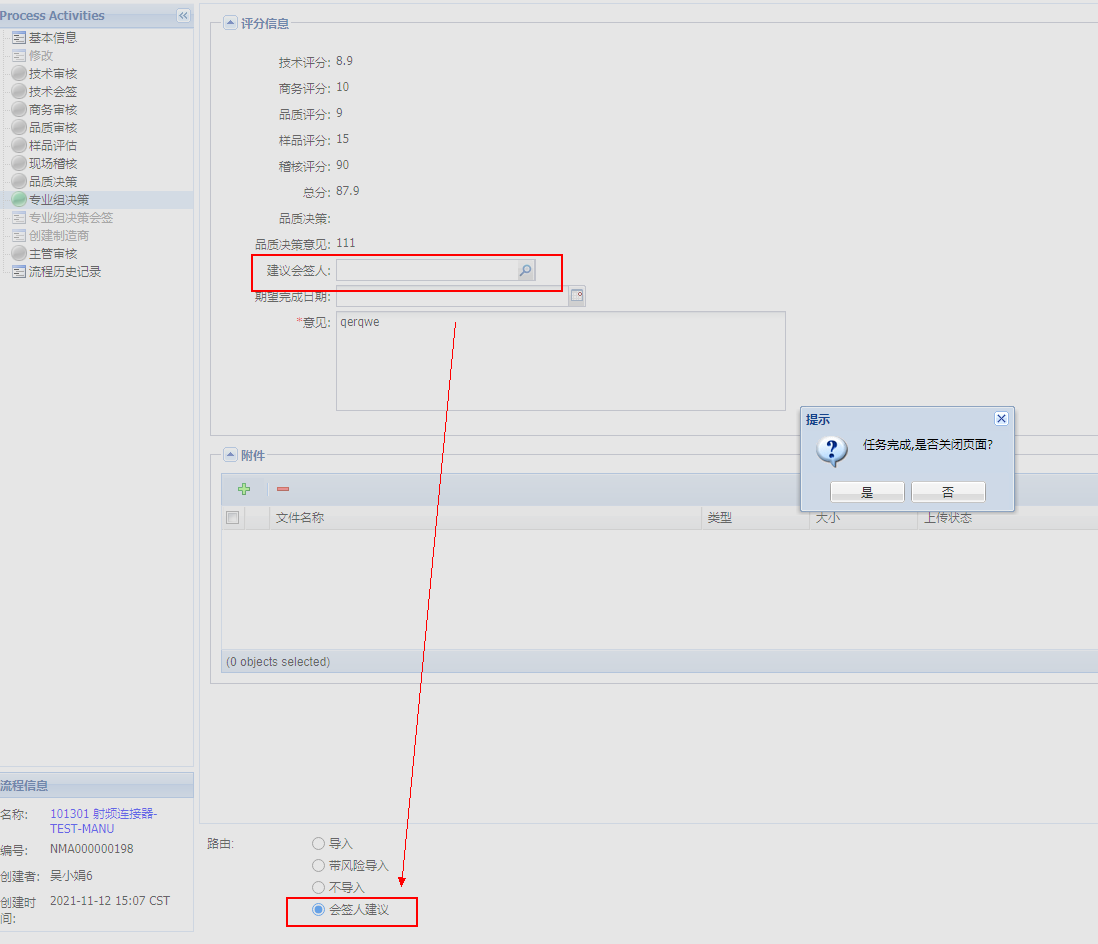 Process Activities
基本信息
修改
技术审核
技术会签
商务审核
品质审核
样品评估
现场稽核
品质决策
专业组决策
专业组决策会签
创建制造商
主管审核
流程历史记录
流程信息
名称:
101301 射频连接器-
TEST-MANU
编号:
NMA000000198
创建者:
吴小娟6
创建时
间:
2021-11-12 15:07 CST
评分信息
技术评分: 8.9
商务评分: 10
品质评分: 9
样品评分: 15
稽核评分: 90
总分: 87.9
品质决策:
品质决策意见: 111
建议会签人:
期望完成日期:
*意见: qerqwe
提示
任务完成,是否关闭页面?
是
否
附件
文件名称
类型
大小
上传状态
(0 objects selected)
路由:
导入
带风险导入
不导入
会签人建议